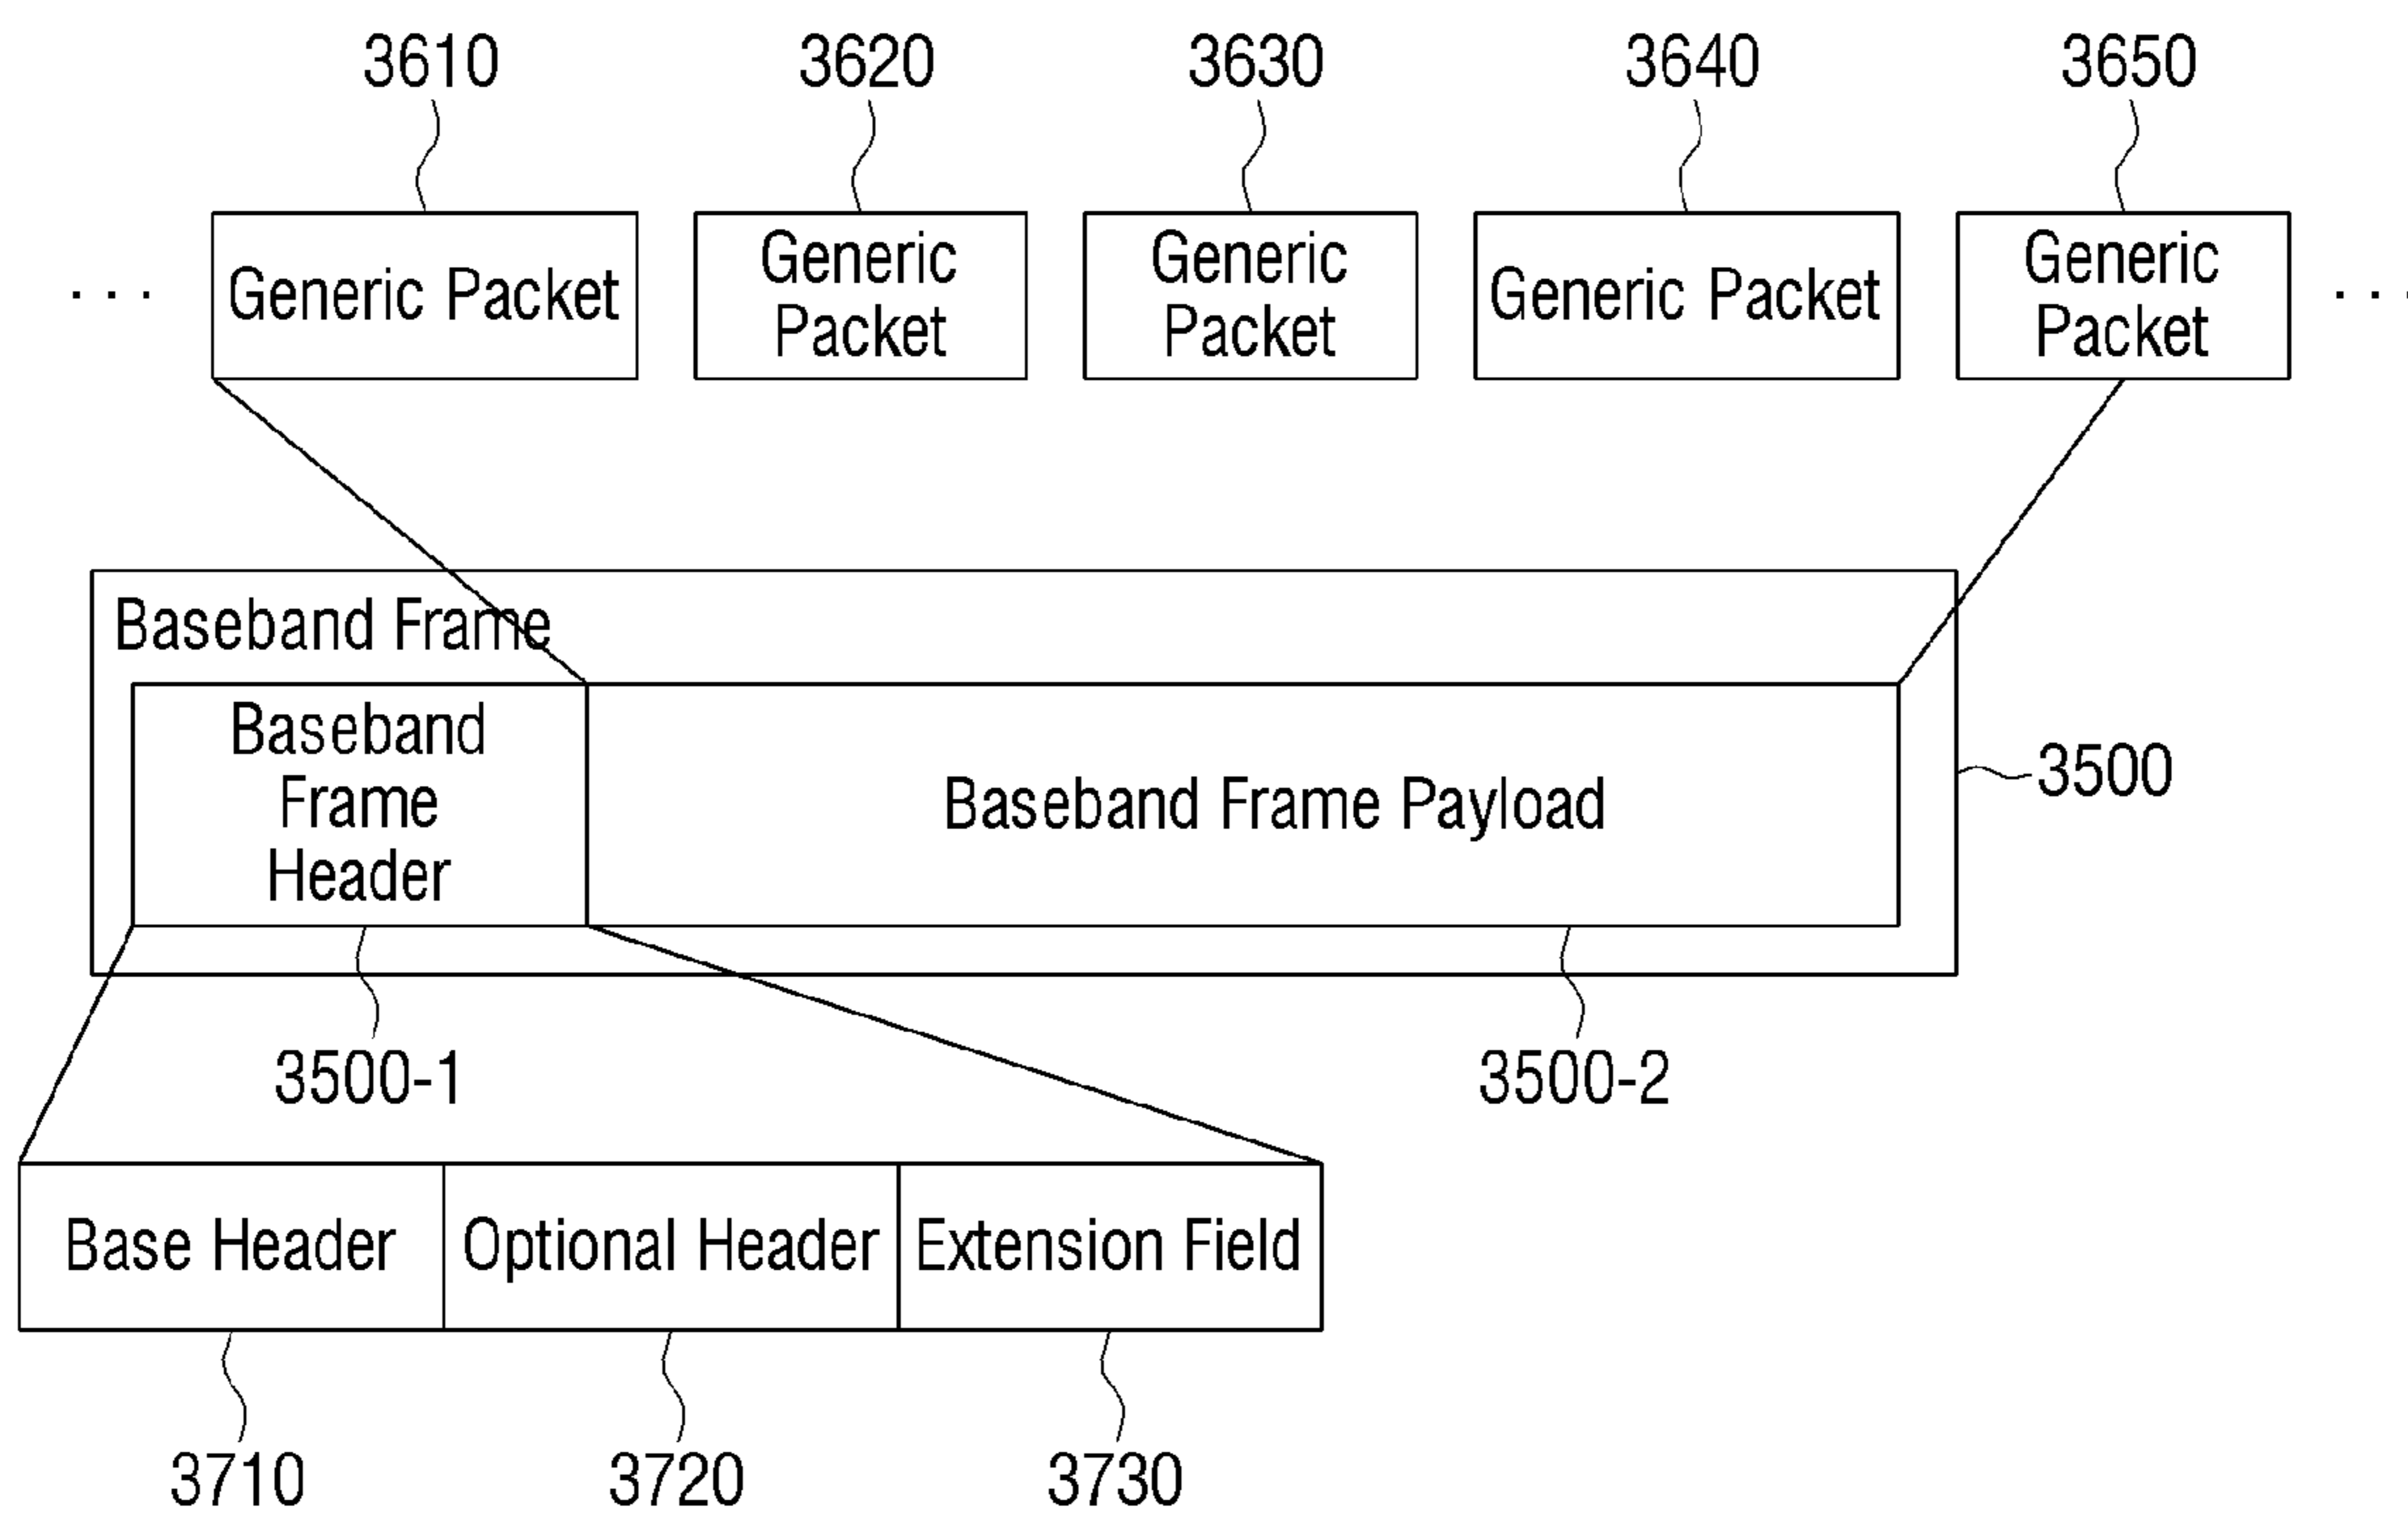 3610 3620 3630 3640 3650
. . . Generic Packet Generic Packet Generic Packet Generic Packet Generic Packet . . .
Baseband Frame
Baseband
Frame
Header
Baseband Frame Payload
3500
3500-1 3500-2
Base Header Optional Header Extension Field
3710 3720 3730